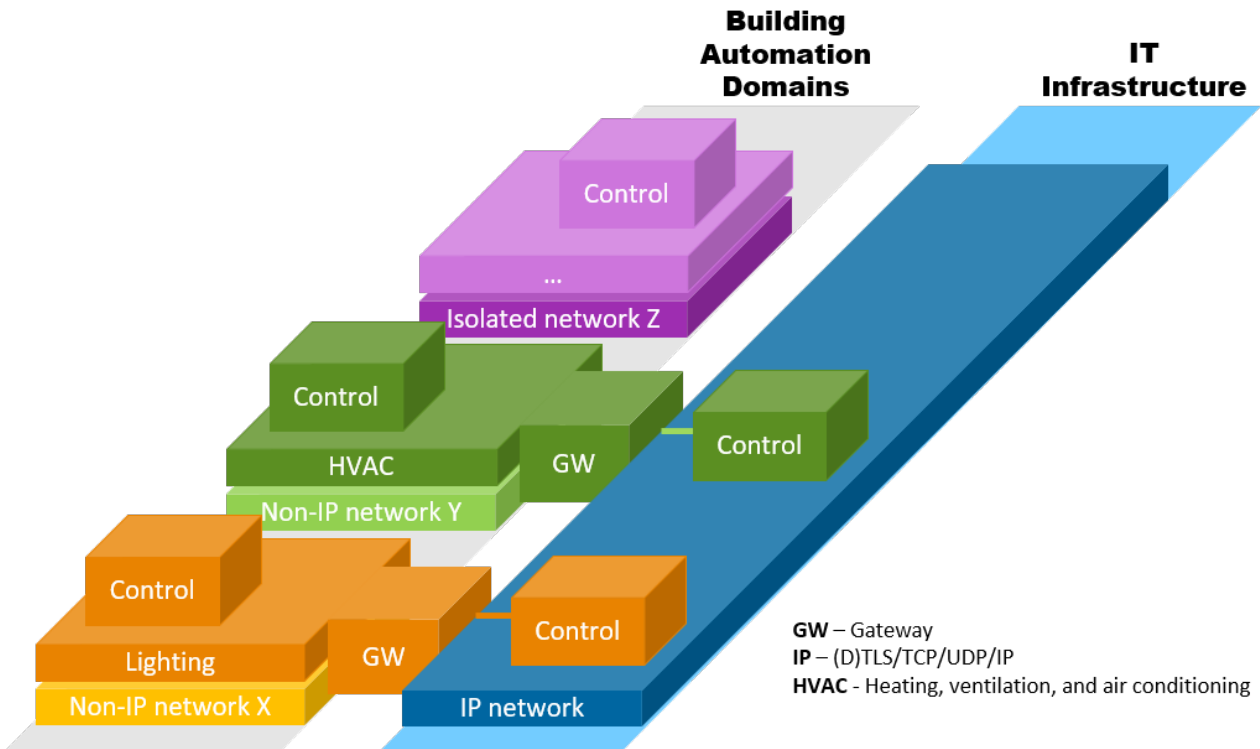 Building
Automation
Domains
IT
Infrastructure
Control
...
Isolated network Z
Control
HVAC
GW
Control
Non-IP network Y
Control
Lighting
GW
Control
Non-IP network X
IP network
GW – Gateway
IP – (D)TLS/TCP/UDP/IP
HVAC - Heating, ventilation, and air conditioning